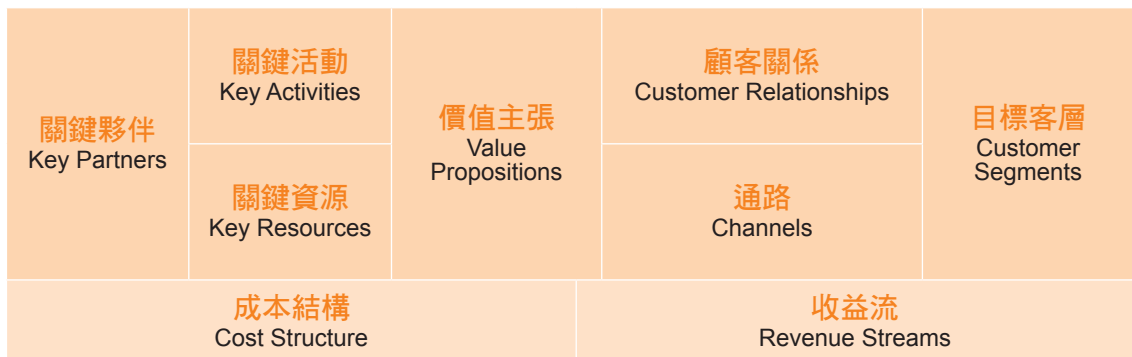 關鍵夥伴
Key Partners
關鍵活動
Key Activities
關鍵資源
Key Resources
價值主張
Value
Propositions
顧客關係
Customer Relationships
通路
Channels
目標客層
Customer
Segments
成本結構
Cost Structure
收益流
Revenue Streams